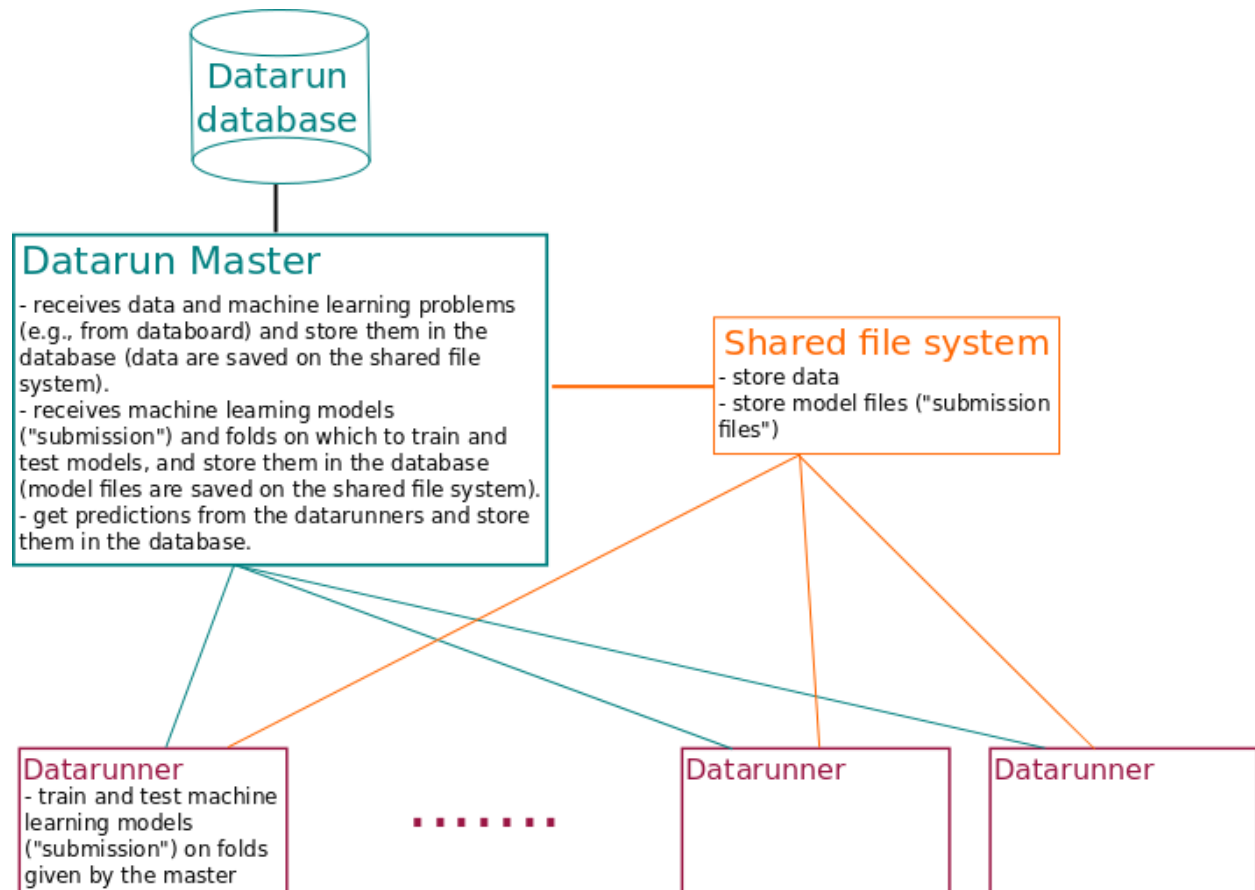 Datarun
database
Datarun Master
- receives data and machine learning problems
(e.g., from databoard) and store them in the
database (data are saved on the shared file
system).
- receives machine learning models
("submission") and folds on which to train and
test models, and store them in the database
(model files are saved on the shared file system).
- get predictions from the datarunners and store
them in the database.
Shared file system
- store data
- store model files ("submission
files")
Datarunner
- train and test machine
learning models
("submission") on folds
given by the master
.......
Datarunner
Datarunner